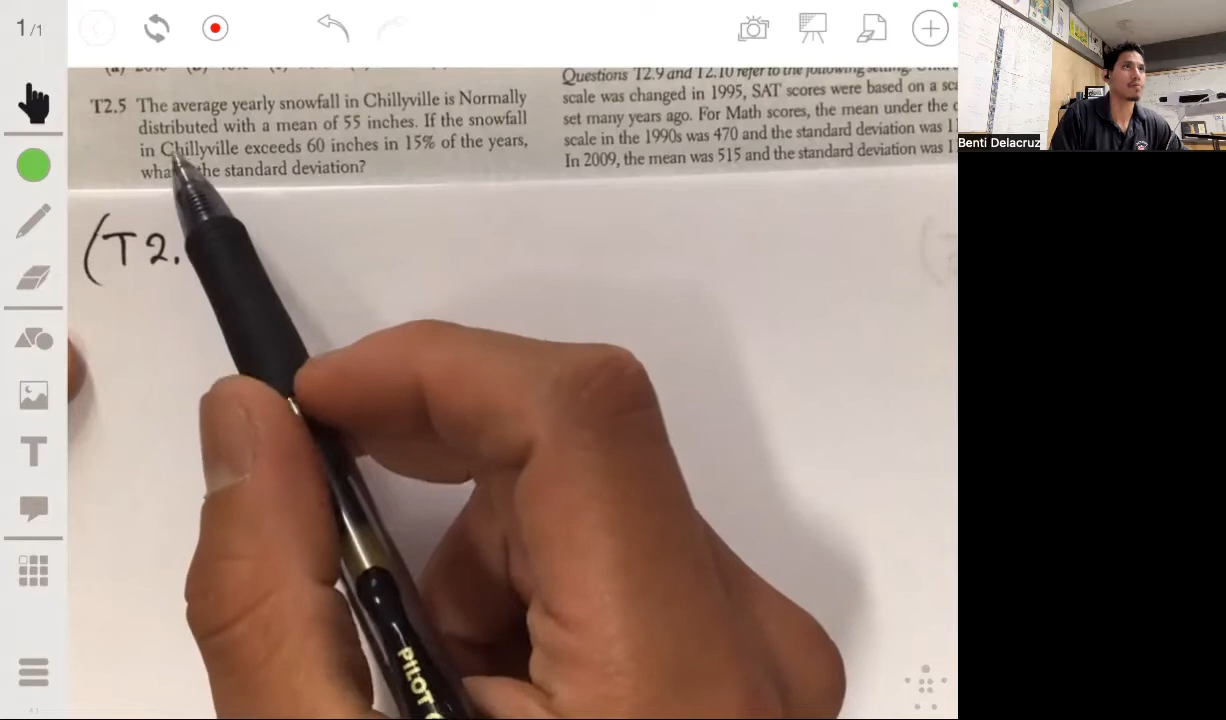 1/1
T2.5 The average yearly snowfall in Chillyville is Normally
distributed with a mean of 55 inches. If the snowfall
in Chillyville exceeds 60 inches in 15% of the years,
the standard deviation?
Questions T2.9 and T2.10 refer to the following setting.
scale was changed in 1995, SAT scores were based on a
set many years ago. For Math scores, the mean under the
scale in the 1990s was 470 and the standard deviation was
In 2009, the mean was 515 and the standard deviation was
(T2.
T
PILOT
Benti Delacruz